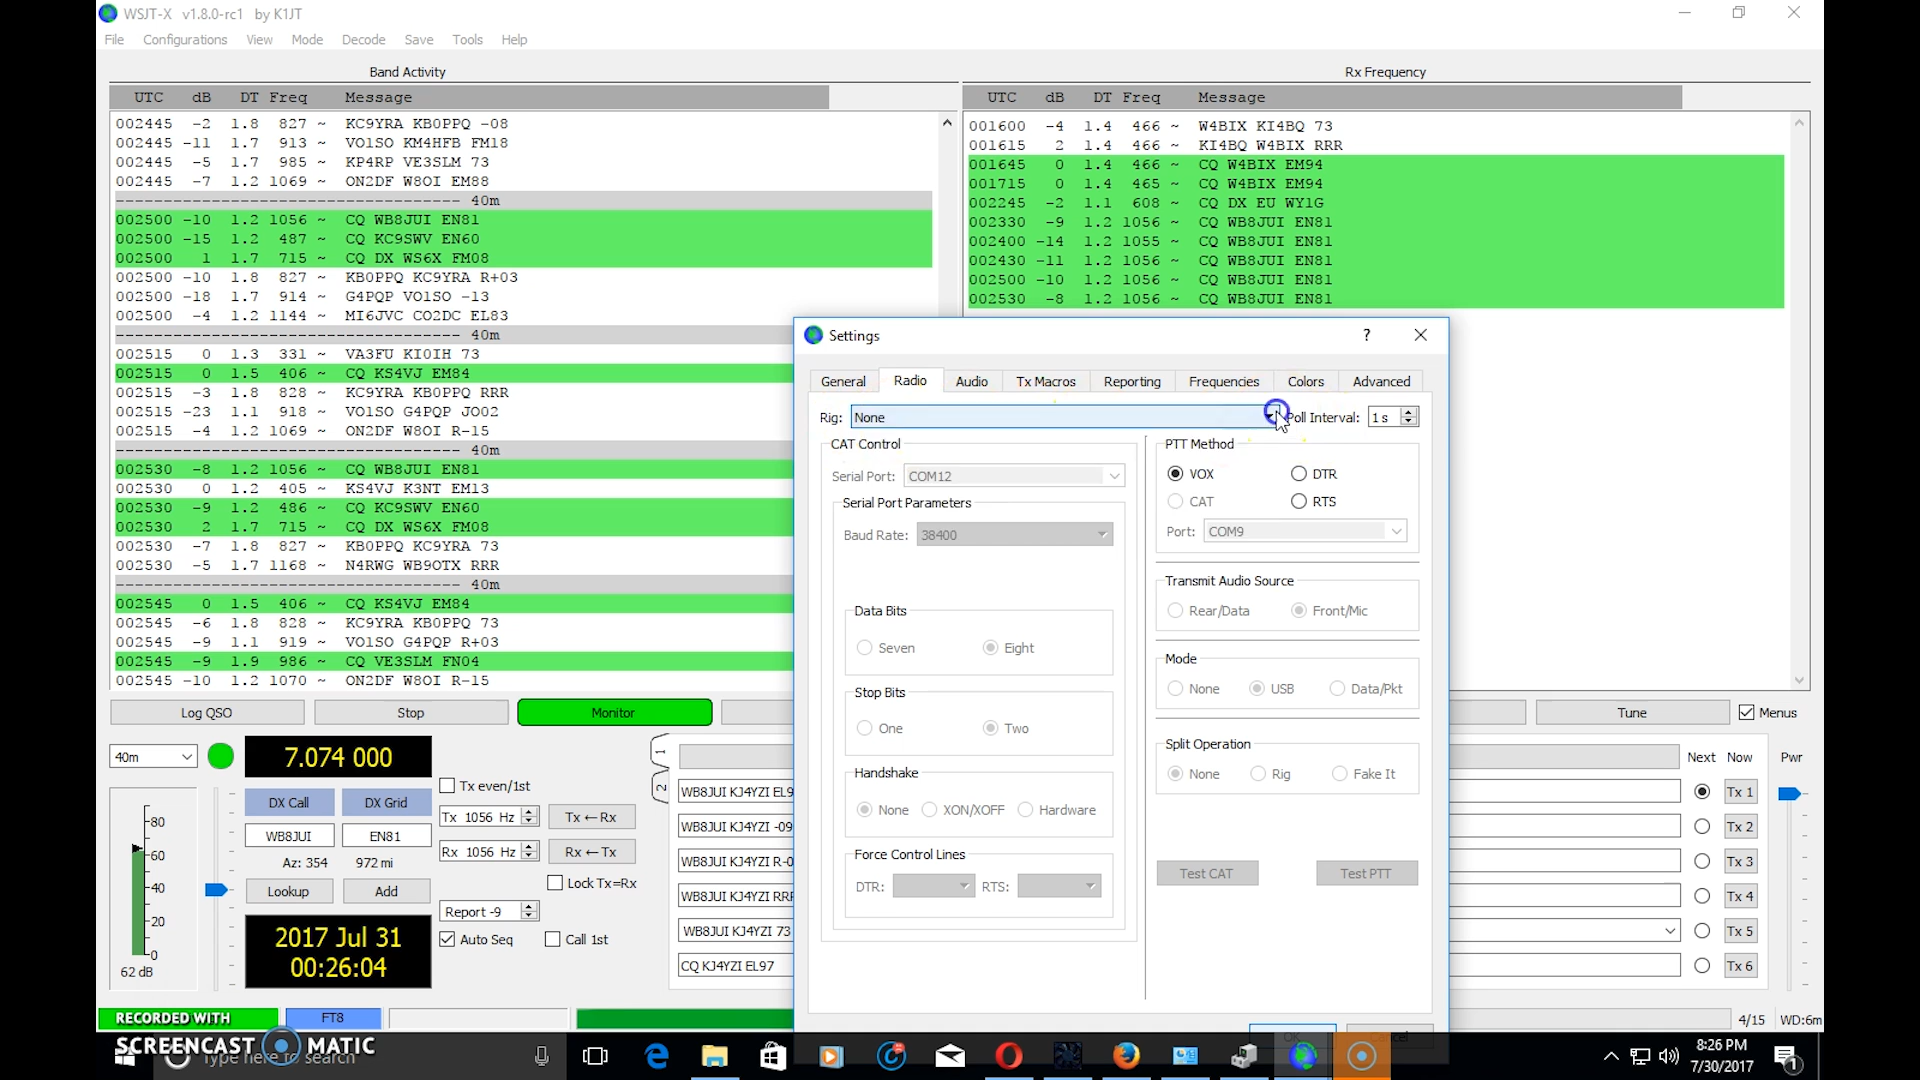 WSJT-X v1.8.0-rc1 by K1JT
File Configurations View Mode Decode Save Tools Help
Band Activity
UTC dB DT Freq Message
002445 -2 1.8 827 ~ KC9YRA KB0PPQ -08
002445 -11 1.7 913 ~ VO1SO KM4HFB FM18
002445 -5 1.7 985 ~ KP4RP VE3SLM 73
002445 -7 1.2 1069 ~ ON2DF W8OI EM88
40m
002500 -10 1.2 1056 ~ CQ WB8JUI EN81
002500 -15 1.2 487 ~ CQ KC9SWV EN60
002500 1 1.7 715 ~ CQ DX WS6X FM08
002500 -10 1.8 827 ~ KB0PPQ KC9YRA R+03
002500 -18 1.7 914 ~ G4PQP VO1SO -13
002500 -4 1.2 1144 ~ MI6JVC CO2DC EL83
40m
002515 0 1.3 331 ~ VA3FU KI0IH 73
002515 0 1.5 406 ~ CQ KS4VJ EM84
002515 -3 1.8 828 ~ KC9YRA KB0PPQ RRR
002515 -23 1.1 918 ~ VO1SO G4PQP JO02
002515 -4 1.2 1069 ~ ON2DF W8OI R-15
40m
002530 -8 1.2 1056 ~ CQ WB8JUI EN81
002530 0 1.2 405 ~ KS4VJ K3NT EM13
002530 -9 1.2 486 ~ CQ KC9SWV EN60
002530 2 1.7 715 ~ CQ DX WS6X FM08
002530 -7 1.8 827 ~ KB0PPQ KC9YRA 73
002530 -5 1.7 1168 ~ N4RWG WB9OTX RRR
40m
002545 0 1.5 406 ~ CQ KS4VJ EM84
002545 -6 1.8 828 ~ KC9YRA KB0PPQ 73
002545 -9 1.1 919 ~ VO1SO G4PQP R+03
002545 -9 1.9 986 ~ CQ VE3SLM FN04
002545 -10 1.2 1070 ~ ON2DF W8OI R-15
Rx Frequency
UTC dB DT Freq Message
001600 -4 1.4 466 ~ W4BIX KI4BQ 73
001615 2 1.4 466 ~ KI4BQ W4BIX RRR
001645 0 1.4 466 ~ CQ W4BIX EM94
001715 0 1.4 465 ~ CQ W4BIX EM94
002245 -2 1.1 608 ~ CQ DX EU WY1G
002330 -9 1.2 1056 ~ CQ WB8JUI EN81
002400 -14 1.2 1055 ~ CQ WB8JUI EN81
002430 -11 1.2 1056 ~ CQ WB8JUI EN81
002500 -10 1.2 1056 ~ CQ WB8JUI EN81
002530 -8 1.2 1056 ~ CQ WB8JUI EN81
Settings ?
General Radio Audio Tx Macros Reporting Frequencies Colors Advanced
Rig: None Poll Interval: 1 s
CAT Control
Serial Port: COM12
Serial Port Parameters
Baud Rate: 38400
Data Bits
Seven Eight
Stop Bits
One Two
Handshake
None XON/XOFF Hardware
Force Control Lines
DTR: RTS:
PTT Method
VOX DTR
CAT RTS
Port: COM9
Transmit Audio Source
Rear/Data Front/Mic
Mode
None USB Data/Pkt
Split Operation
None Rig Fake It
Test CAT Test PTT
OK Cancel
Log QSO Stop Monitor Tune Menus
40m 7.074 000
Tx even/1st
DX Call DX Grid Tx 1056 Hz Tx ← Rx
WB8JUI EN81 Rx 1056 Hz Rx ← Tx
Az: 354 972 mi
Lock Tx=Rx
Lookup Add
Report -9
2017 Jul 31
00:26:04
Auto Seq Call 1st
-80
-60
-40
-20
-0
62 dB
1
2
WB8JUI KJ4YZI EL9
WB8JUI KJ4YZI -09
WB8JUI KJ4YZI R-0
WB8JUI KJ4YZI RRR
WB8JUI KJ4YZI 73
CQ KJ4YZI EL97
Next Now Pwr
Tx 1
Tx 2
Tx 3
Tx 4
Tx 5
Tx 6
FT8 4/15 WD:6m
RECORDED WITH
SCREENCAST MATIC
Type here to search
8:26 PM
7/30/2017
1